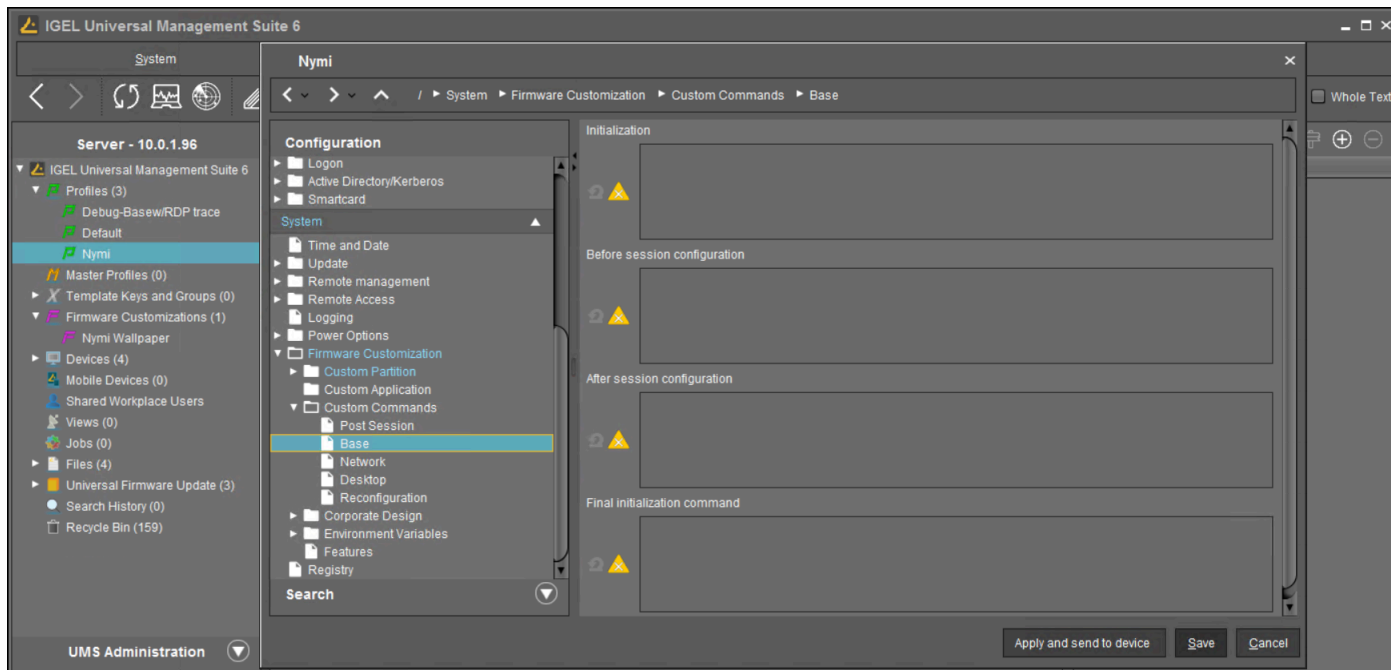 IGEL Universal Management Suite 6
System
Server - 10.0.1.96
IGEL Universal Management Suite 6
Profiles (3)
Debug-Basew/RDP trace
Default
Nymi
Master Profiles (0)
Template Keys and Groups (0)
Firmware Customizations (1)
Nymi Wallpaper
Devices (4)
Mobile Devices (0)
Shared Workplace Users
Views (0)
Jobs (0)
Files (4)
Universal Firmware Update (3)
Search History (0)
Recycle Bin (159)
UMS Administration
Nymi
/ System Firmware Customization Custom Commands Base
Configuration
Logon
Active Directory/Kerberos
Smartcard
System
Time and Date
Update
Remote management
Remote Access
Logging
Power Options
Firmware Customization
Custom Partition
Custom Application
Custom Commands
Post Session
Base
Network
Desktop
Reconfiguration
Corporate Design
Environment Variables
Features
Registry
Search
Initialization
Before session configuration
After session configuration
Final initialization command
Apply and send to device
Save
Cancel
Whole Text